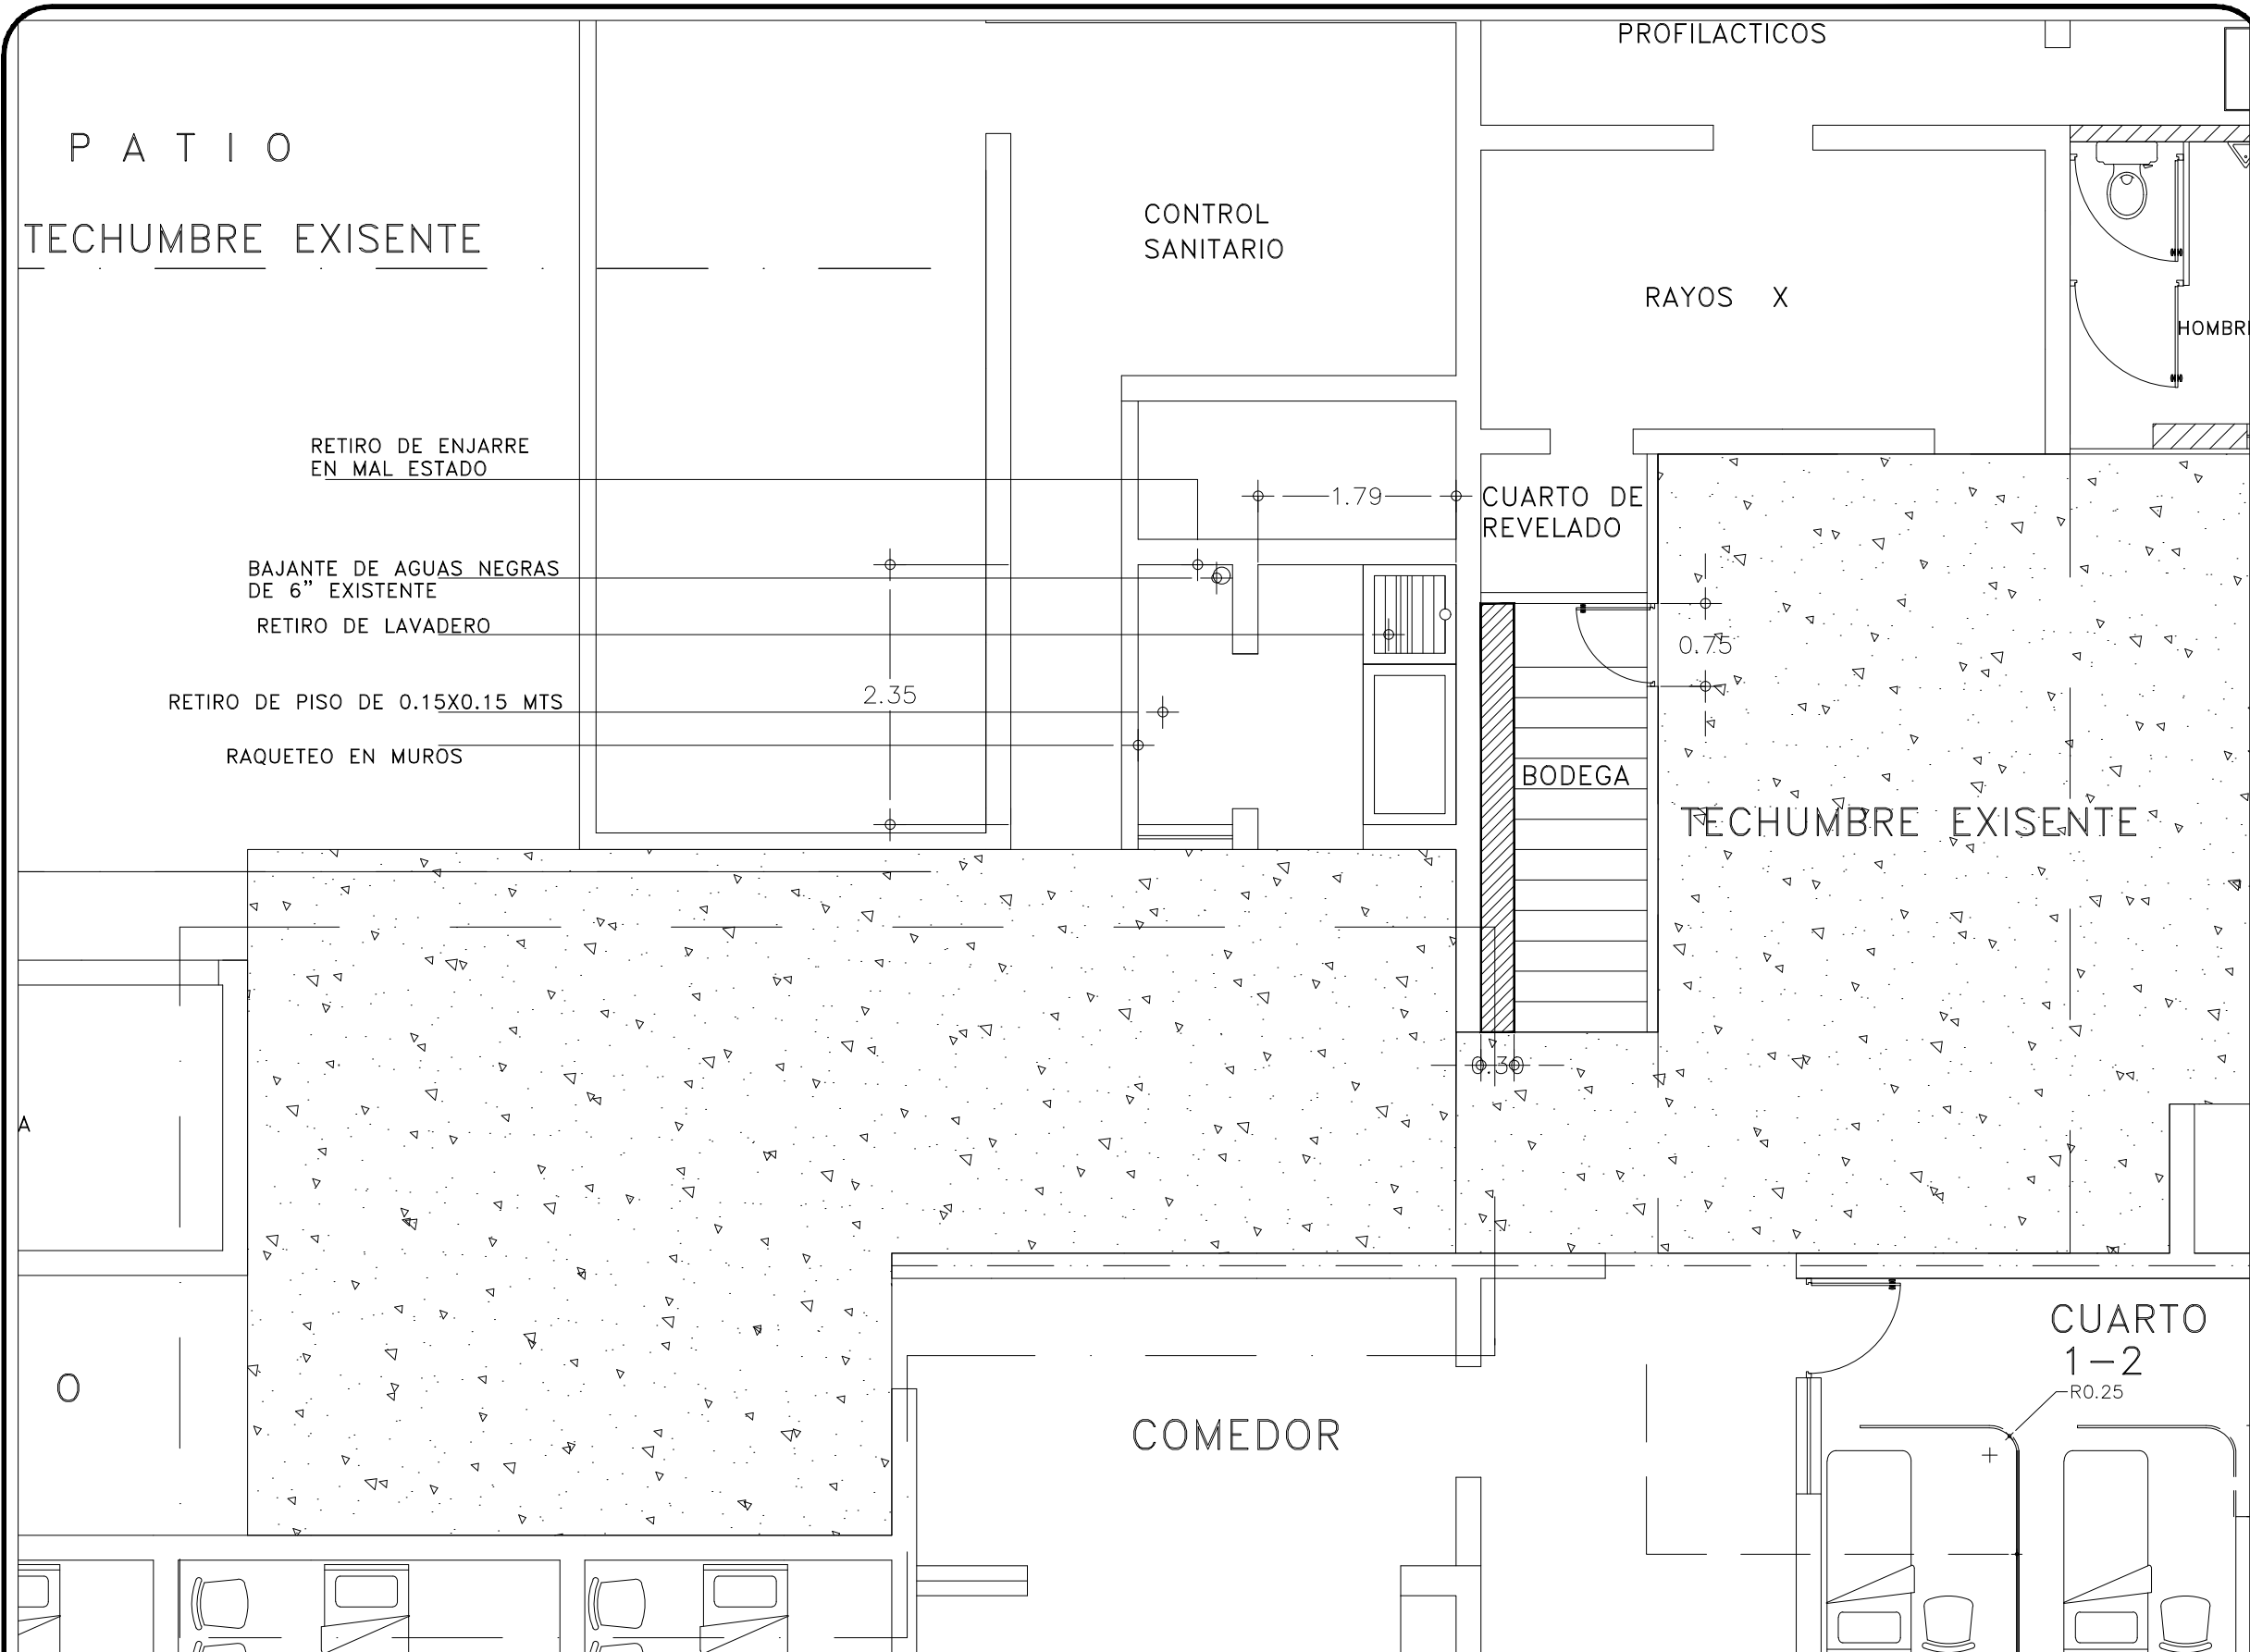 PROFILACTICOS
P A T I O
TECHUMBRE EXISENTE
CONTROL
SANITARIO
RAYOS X
HOMBRE
RETIRO DE ENJARRE
EN MAL ESTADO
1.79
CUARTO DE
REVELADO
BAJANTE DE AGUAS NEGRAS
DE 6" EXISTENTE
RETIRO DE LAVADERO
0.75
RETIRO DE PISO DE 0.15X0.15 MTS
2.35
RAQUETEO EN MUROS
BODEGA
TECHUMBRE EXISENTE
0.30
A
CUARTO
1-2
R0.25
O
COMEDOR